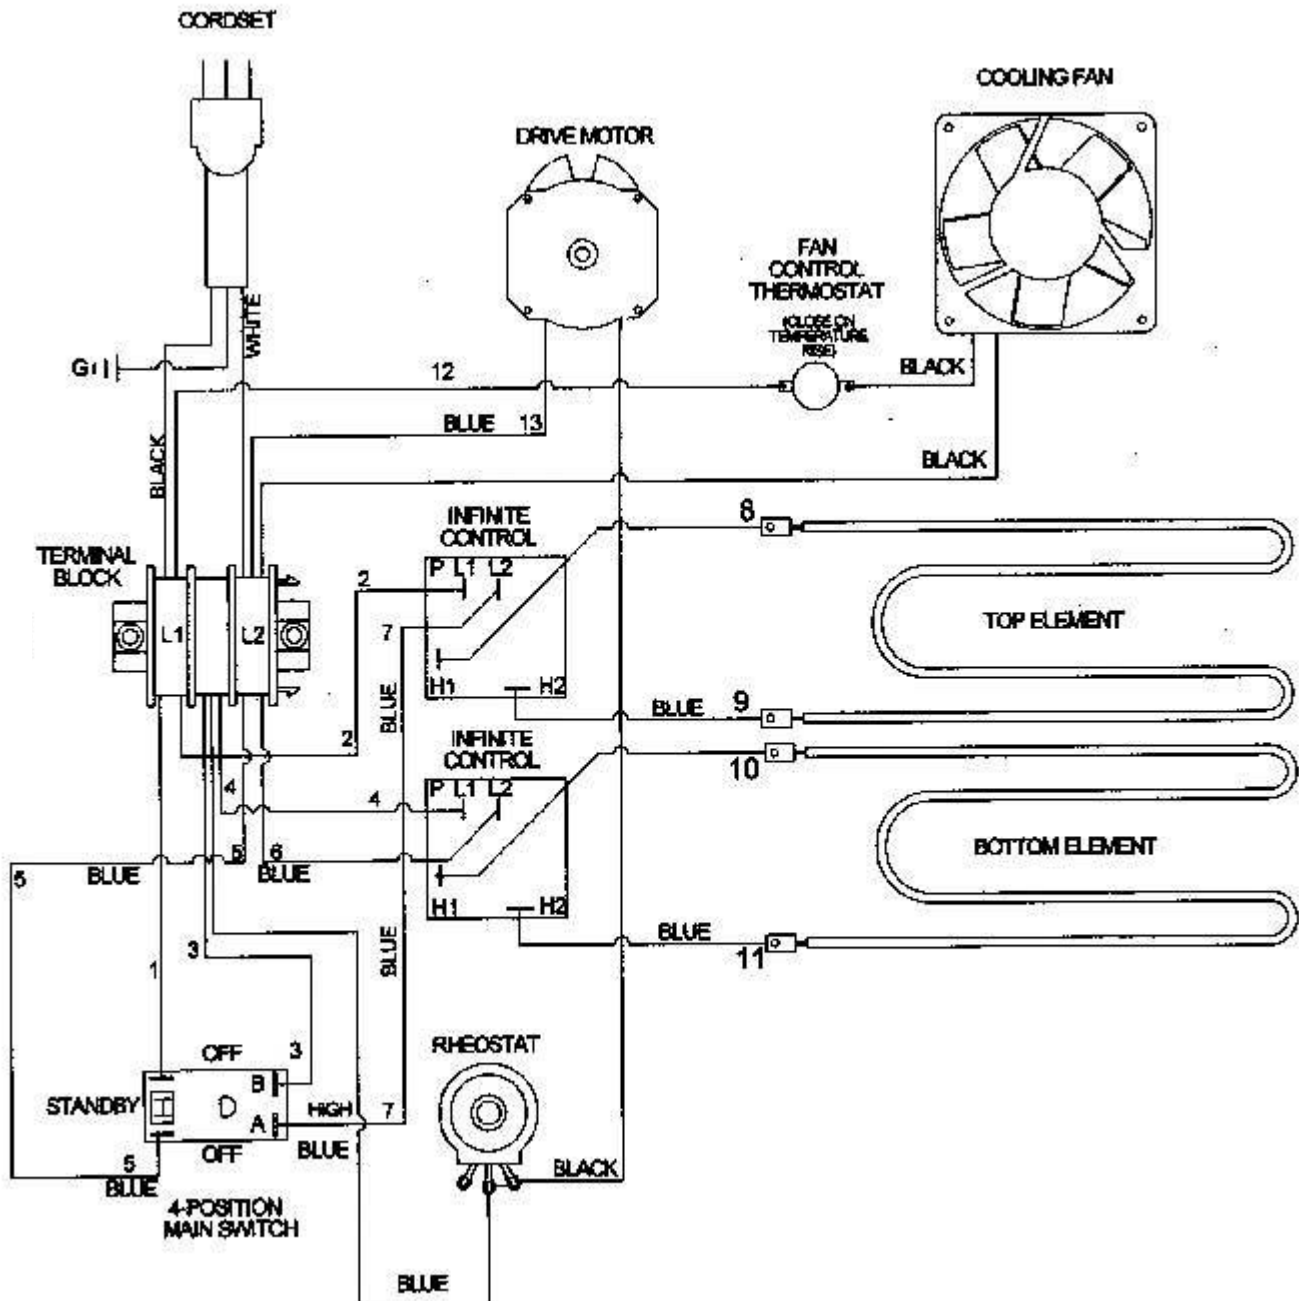 CORDSET
COOLING FAN
DRIVE MOTOR
FAN
CONTROL
THERMOSTAT
(CLOSE ON
TEMPERATURE
RISE)
WHITE
BLACK
12
BLUE 13
BLACK
BLACK
TERMINAL
BLOCK
L1
L2
INFINITE
CONTROL
P L1 L2
H1
H2
2
2
7
BLUE
8
TOP ELEMENT
BLUE 9
INFINITE
CONTROL
P L1 L2
H1
H2
4
4
10
BOTTOM ELEMENT
BLUE
11
5
BLUE
5
6
BLUE
3
1
BLUE
OFF
3
STANDBY
B
A
HIGH
7
BLUE
OFF
5
BLUE
4-POSITION
MAIN SWITCH
RHEOSTAT
BLACK
BLUE